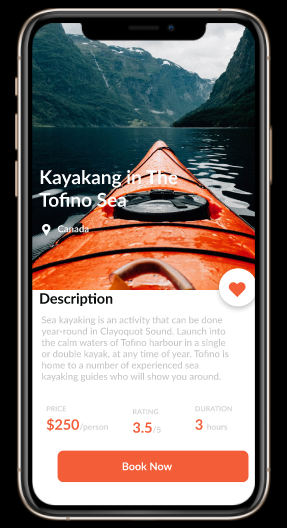 Kayakang in The
Tofino Sea
Canada
Description
Sea kayaking is an activity that can be done
year-round in Clayoquot Sound. Launch into
the calm waters of Tofino harbour in a single
or double kayak, at any time of year. Tofino is
home to a number of experienced sea
kayaking guides who will show you around.
PRICE RATING DURATION
$250/person 3.5/5 3 hours
Book Now